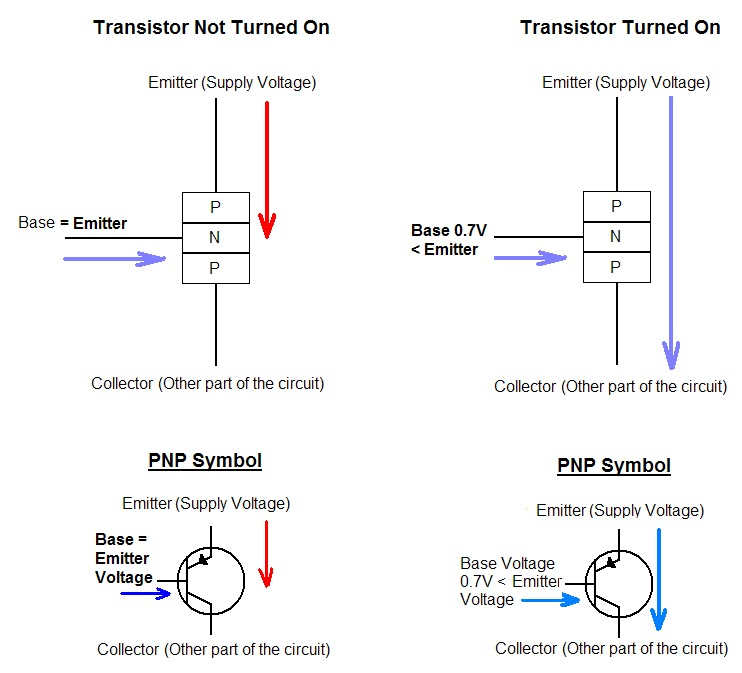 Transistor Not Turned On
Emitter (Supply Voltage)
P
Base = Emitter
N
P
Collector (Other part of the circuit)
PNP Symbol
Emitter (Supply Voltage)
Base =
Emitter
Voltage
Collector (Other part of the circuit)
Transistor Turned On
Emitter (Supply Voltage)
P
Base 0.7V
< Emitter
N
P
Collector (Other part of the circuit)
PNP Symbol
Emitter (Supply Voltage)
Base Voltage
0.7V < Emitter
Voltage
Collector (Other part of the circuit)